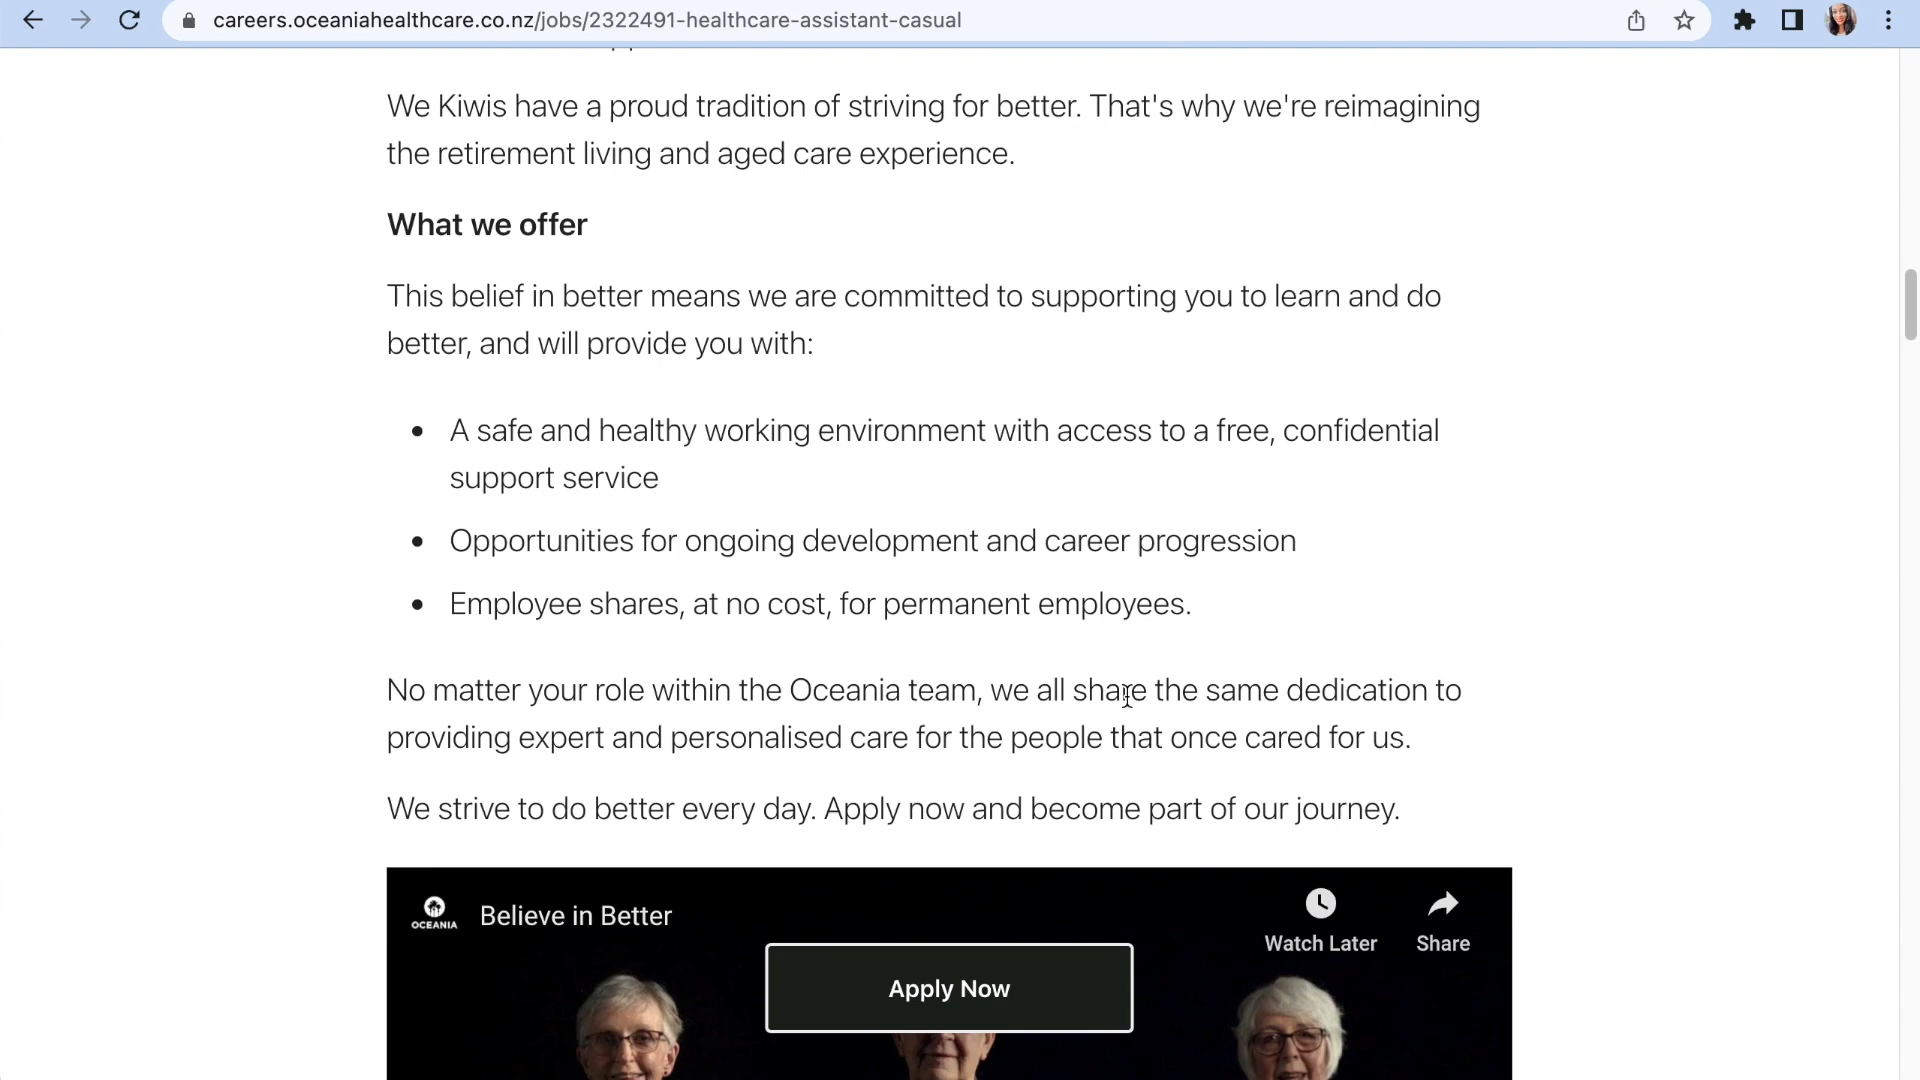 careers.oceaniahealthcare.co.nz/jobs/2322491-healthcare-assistant-casual
We Kiwis have a proud tradition of striving for better. That's why we're reimagining
the retirement living and aged care experience.
What we offer
This belief in better means we are committed to supporting you to learn and do
better, and will provide you with:
• A safe and healthy working environment with access to a free, confidential
support service
• Opportunities for ongoing development and career progression
• Employee shares, at no cost, for permanent employees.
No matter your role within the Oceania team, we all share the same dedication to
providing expert and personalised care for the people that once cared for us.
We strive to do better every day. Apply now and become part of our journey.
OCEANIA
Believe in Better
Watch Later
Share
Apply Now